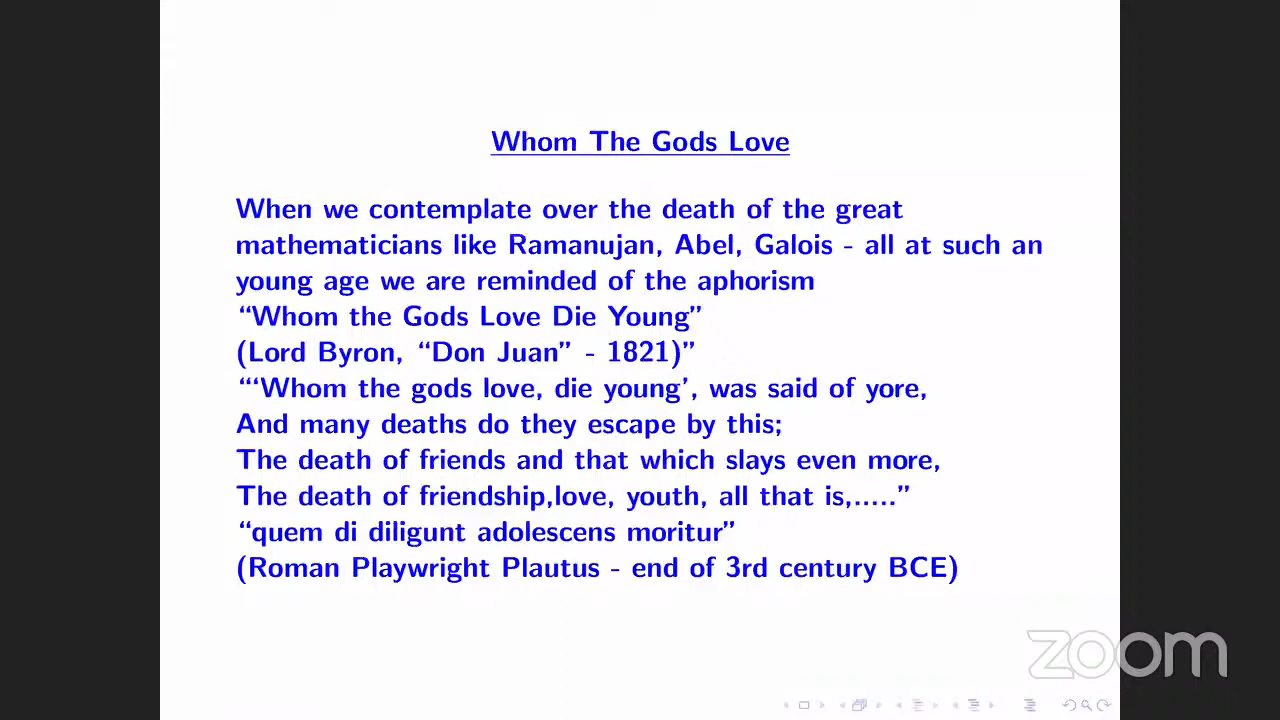 Whom The Gods Love
When we contemplate over the death of the great
mathematicians like Ramanujan, Abel, Galois - all at such an
young age we are reminded of the aphorism
“Whom the Gods Love Die Young”
(Lord Byron, “Don Juan” - 1821)”
“‘Whom the gods love, die young’, was said of yore,
And many deaths do they escape by this;
The death of friends and that which slays even more,
The death of friendship,love, youth, all that is,.....”
“quem di diligunt adolescens moritur”
(Roman Playwright Plautus - end of 3rd century BCE)
zoom